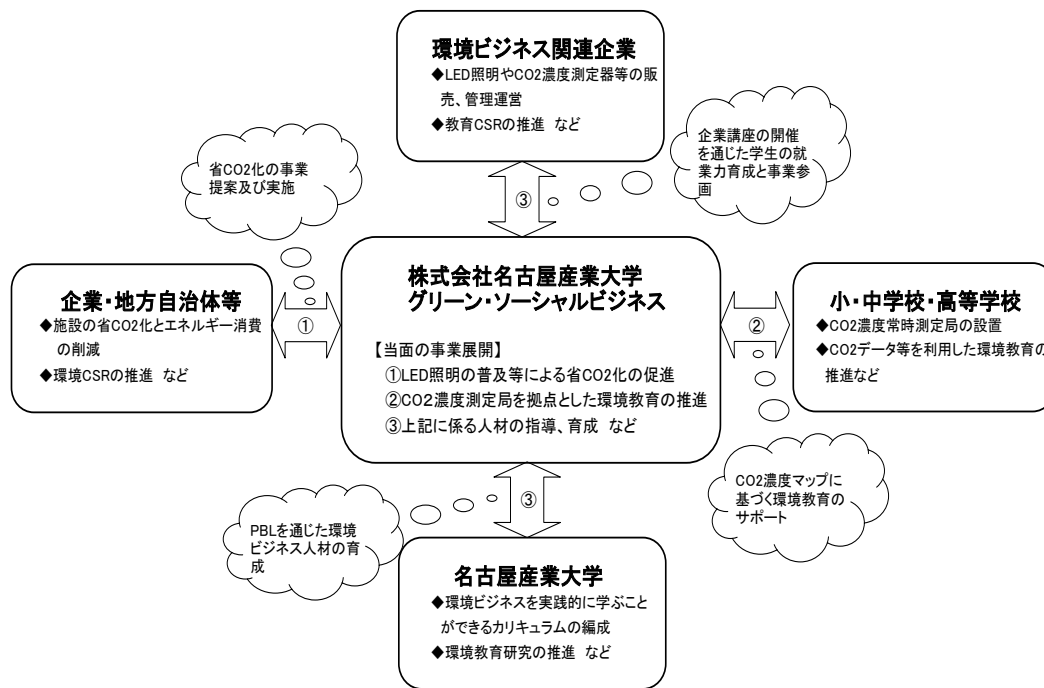 環境ビジネス関連企業
◆LED照明やCO2濃度測定器等の販
売、管理運営
◆教育CSRの推進 など
企業講座の開催
を通じた学生の就
業力育成と事業参
画
省CO2化の事業
提案及び実施
③
株式会社名古屋産業大学
グリーン・ソーシャルビジネス
【当面の事業展開】
①LED照明の普及等による省CO2化の促進
②CO2濃度測定局を拠点とした環境教育の推進
③上記に係る人材の指導、育成 など
企業・地方自治体等
◆施設の省CO2化とエネルギー消費
の削減
◆環境CSRの推進 など
①
②
小・中学校・高等学校
◆CO2濃度常時測定局の設置
◆CO2データ等を利用した環境教育の
推進など
CO2濃度マップに
基づく環境教育の
サポート
③
PBLを通じた環境
ビジネス人材の育
成
名古屋産業大学
◆環境ビジネスを実践的に学ぶこと
ができるカリキュラムの編成
◆環境教育研究の推進 など